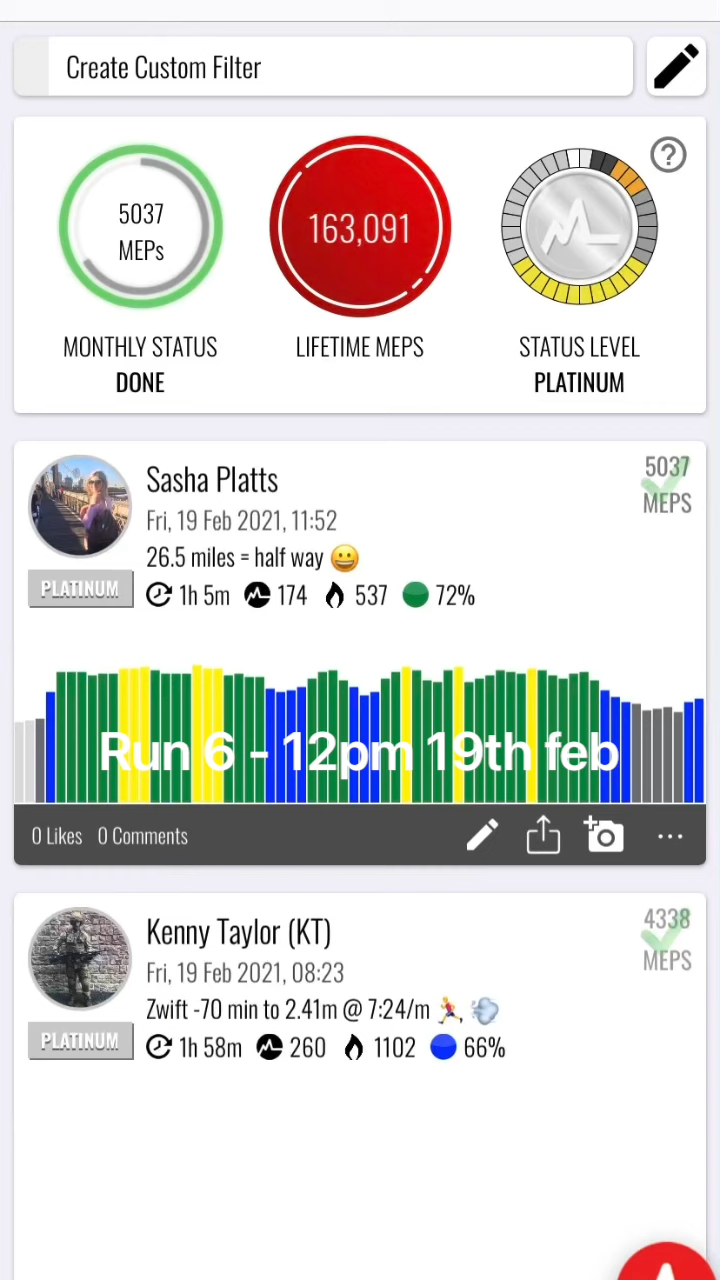 Create Custom Filter
5037
MEPs
163,091
MONTHLY STATUS
DONE
LIFETIME MEPS
STATUS LEVEL
PLATINUM
Sasha Platts
5037
MEPS
Fri, 19 Feb 2021, 11:52
26.5 miles = half way 😀
PLATINUM
1h 5m 174 537 72%
Run 6 - 12pm 19th feb
0 Likes 0 Comments
Kenny Taylor (KT)
4338
MEPS
Fri, 19 Feb 2021, 08:23
Zwift -70 min to 2.41m @ 7:24/m 🏃 💨
PLATINUM
1h 58m 260 1102 66%